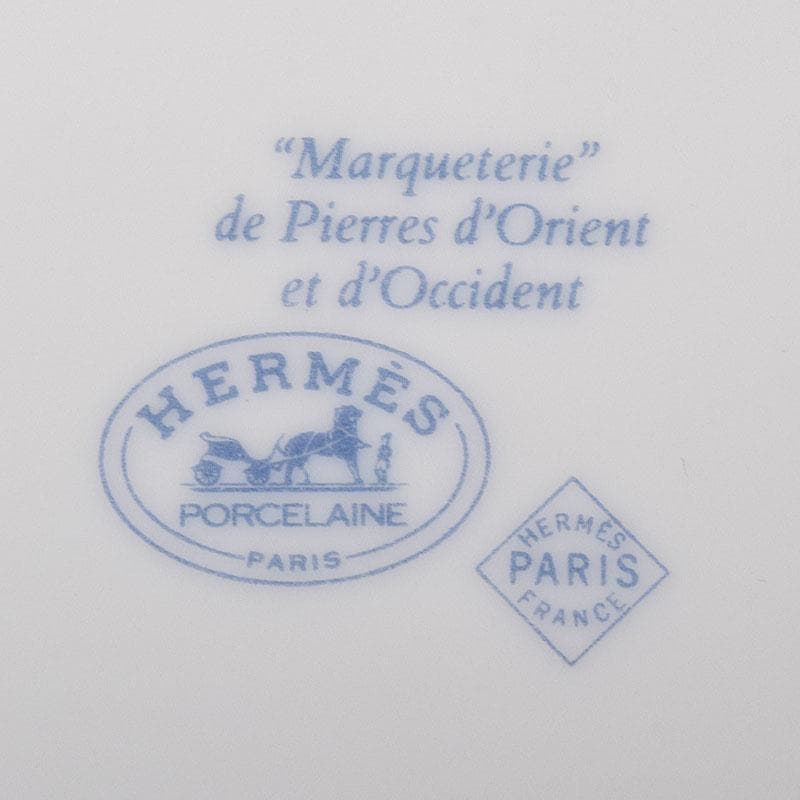 “Marqueterie”
de Pierres d’Orient
et d’Occident
HERMÈS
PORCELAINE
PARIS
HERMÈS
PARIS
FRANCE